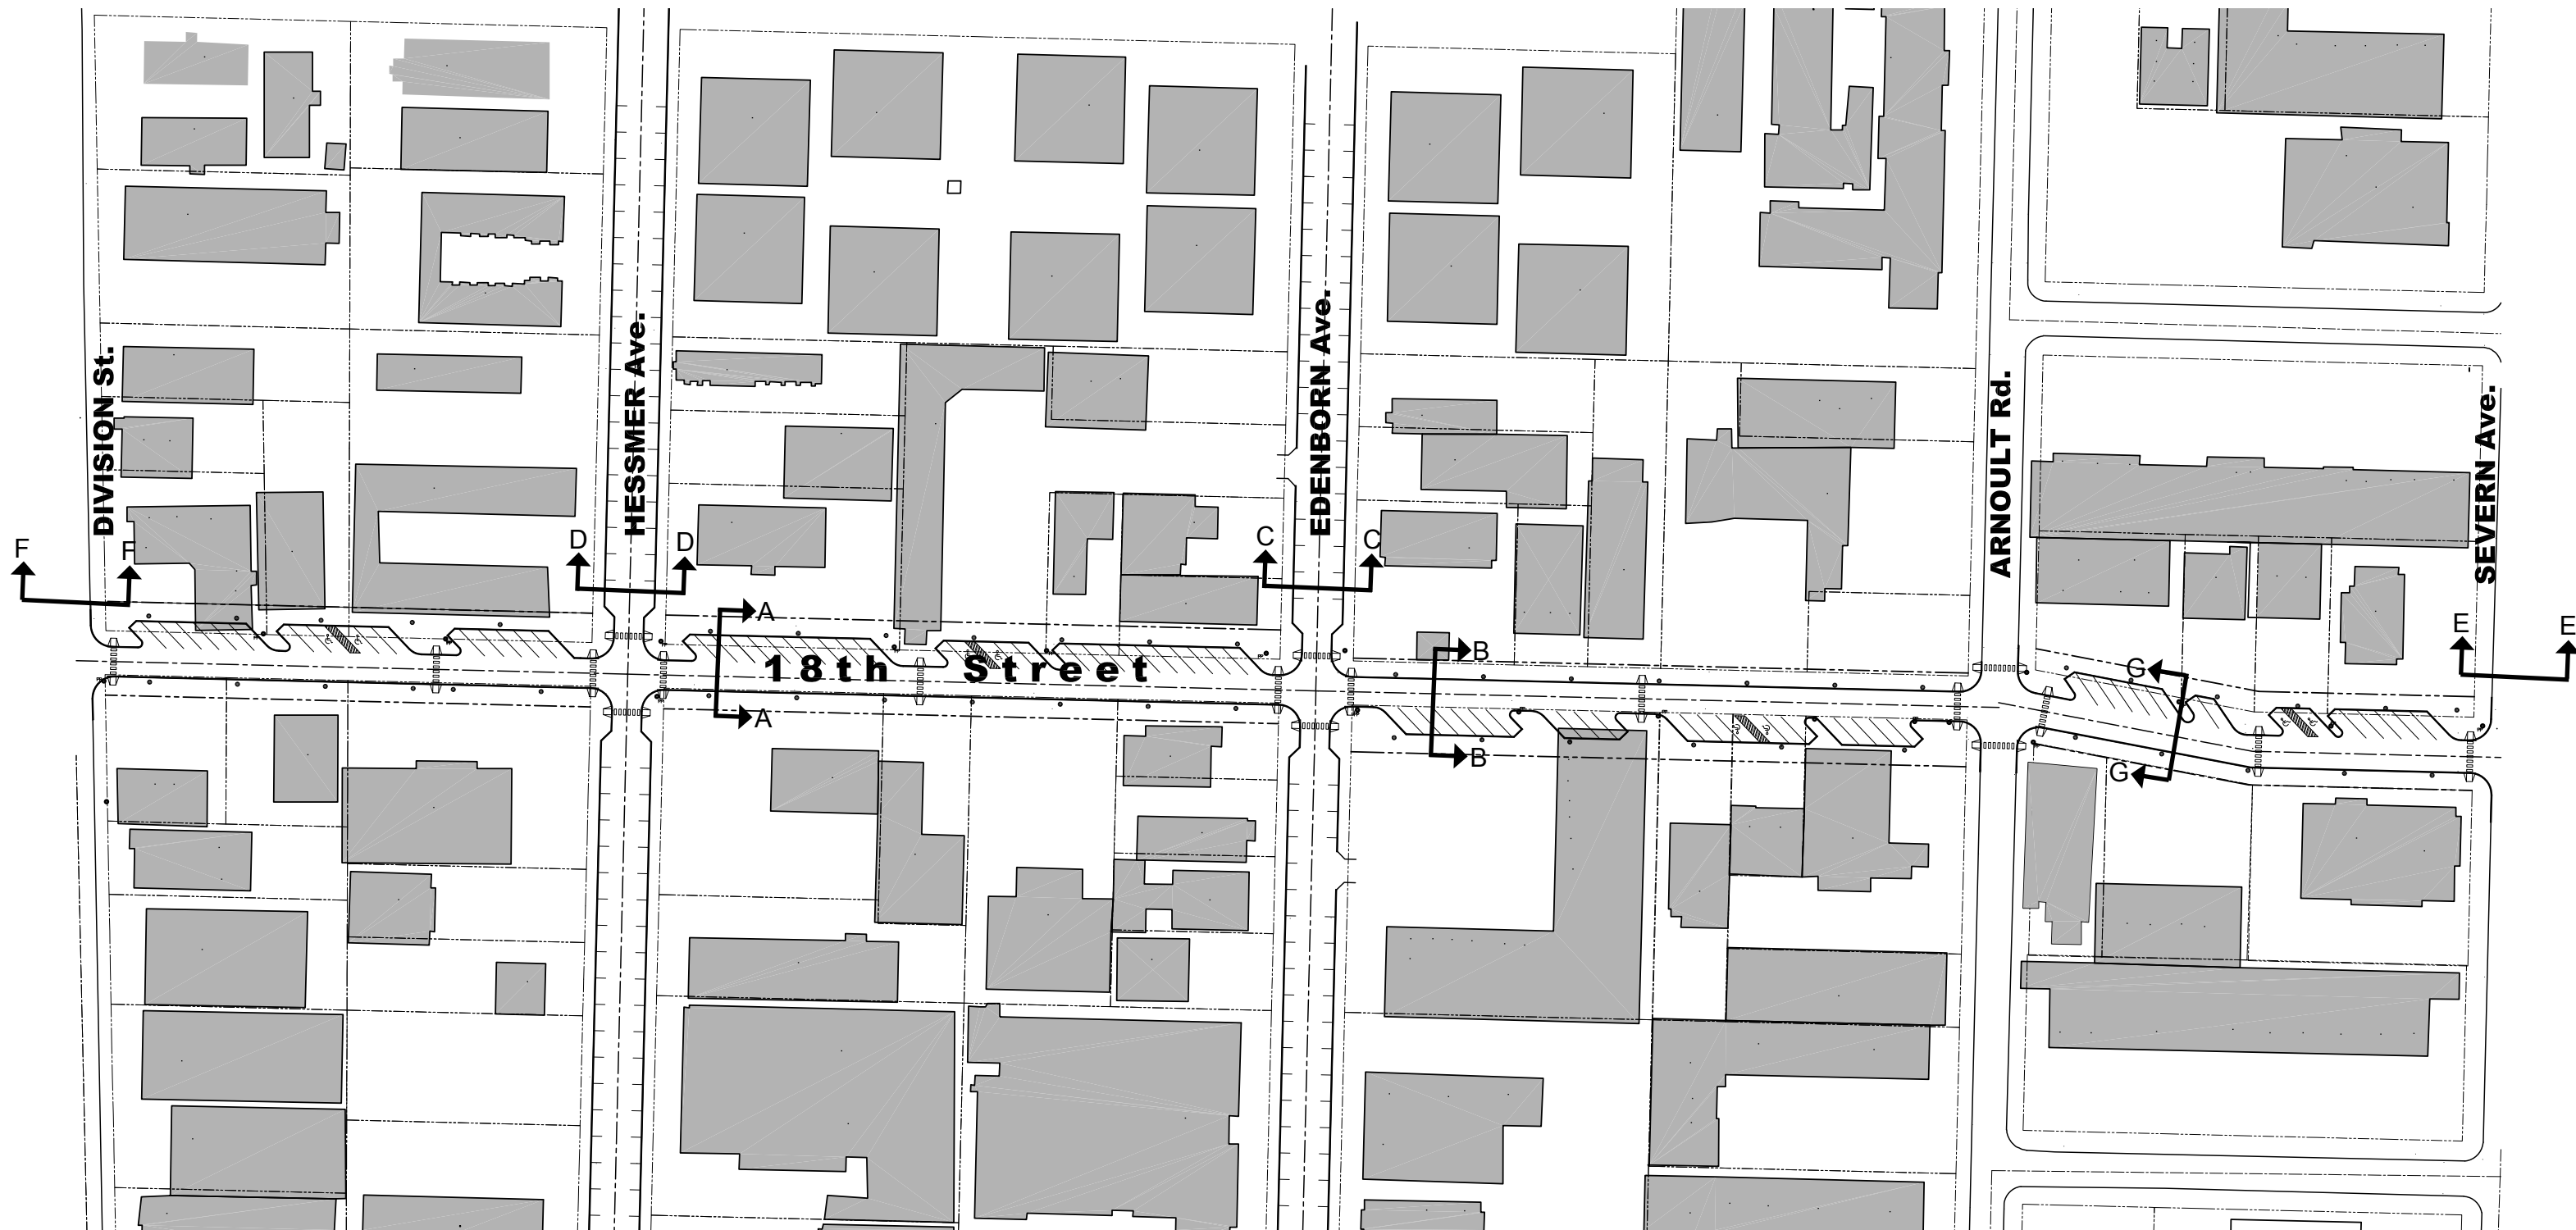 DIVISION St.
HESSMER Ave.
EDENBORN Ave.
ARNOULT Rd.
SEVERN Ave.
F
F
D
D
C
C
A
A
B
B
G
G
E
E
18th Street